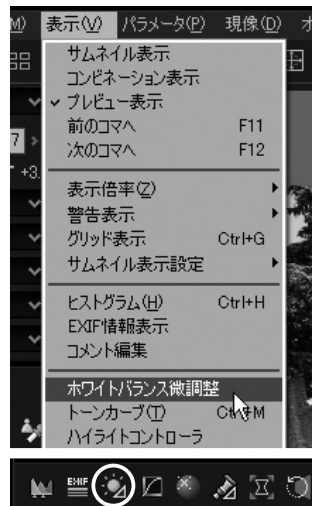 M) 表示(V) パラメータ(P) 現像(D)
サムネイル表示
コンビネーション表示
プレビュー表示
前のコマへ F11
次のコマへ F12
7
+3.
表示倍率(Z)
警告表示
グリッド表示 Ctrl+G
サムネイル表示設定
ヒストグラム(H) Ctrl+H
EXIF情報表示
コメント編集
ホワイトバランス微調整
トーンカーブ(T) Ctrl+M
ハイライトコントローラ
EXIF